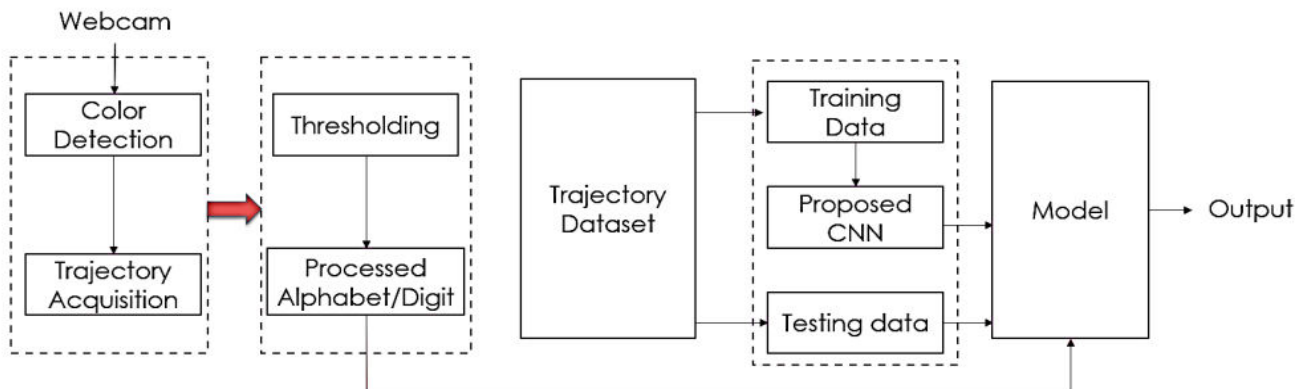 Webcam
Color
Detection
Trajectory
Acquisition
Thresholding
Processed
Alphabet/Digit
Trajectory
Dataset
Training
Data
Proposed
CNN
Testing data
Model
Output